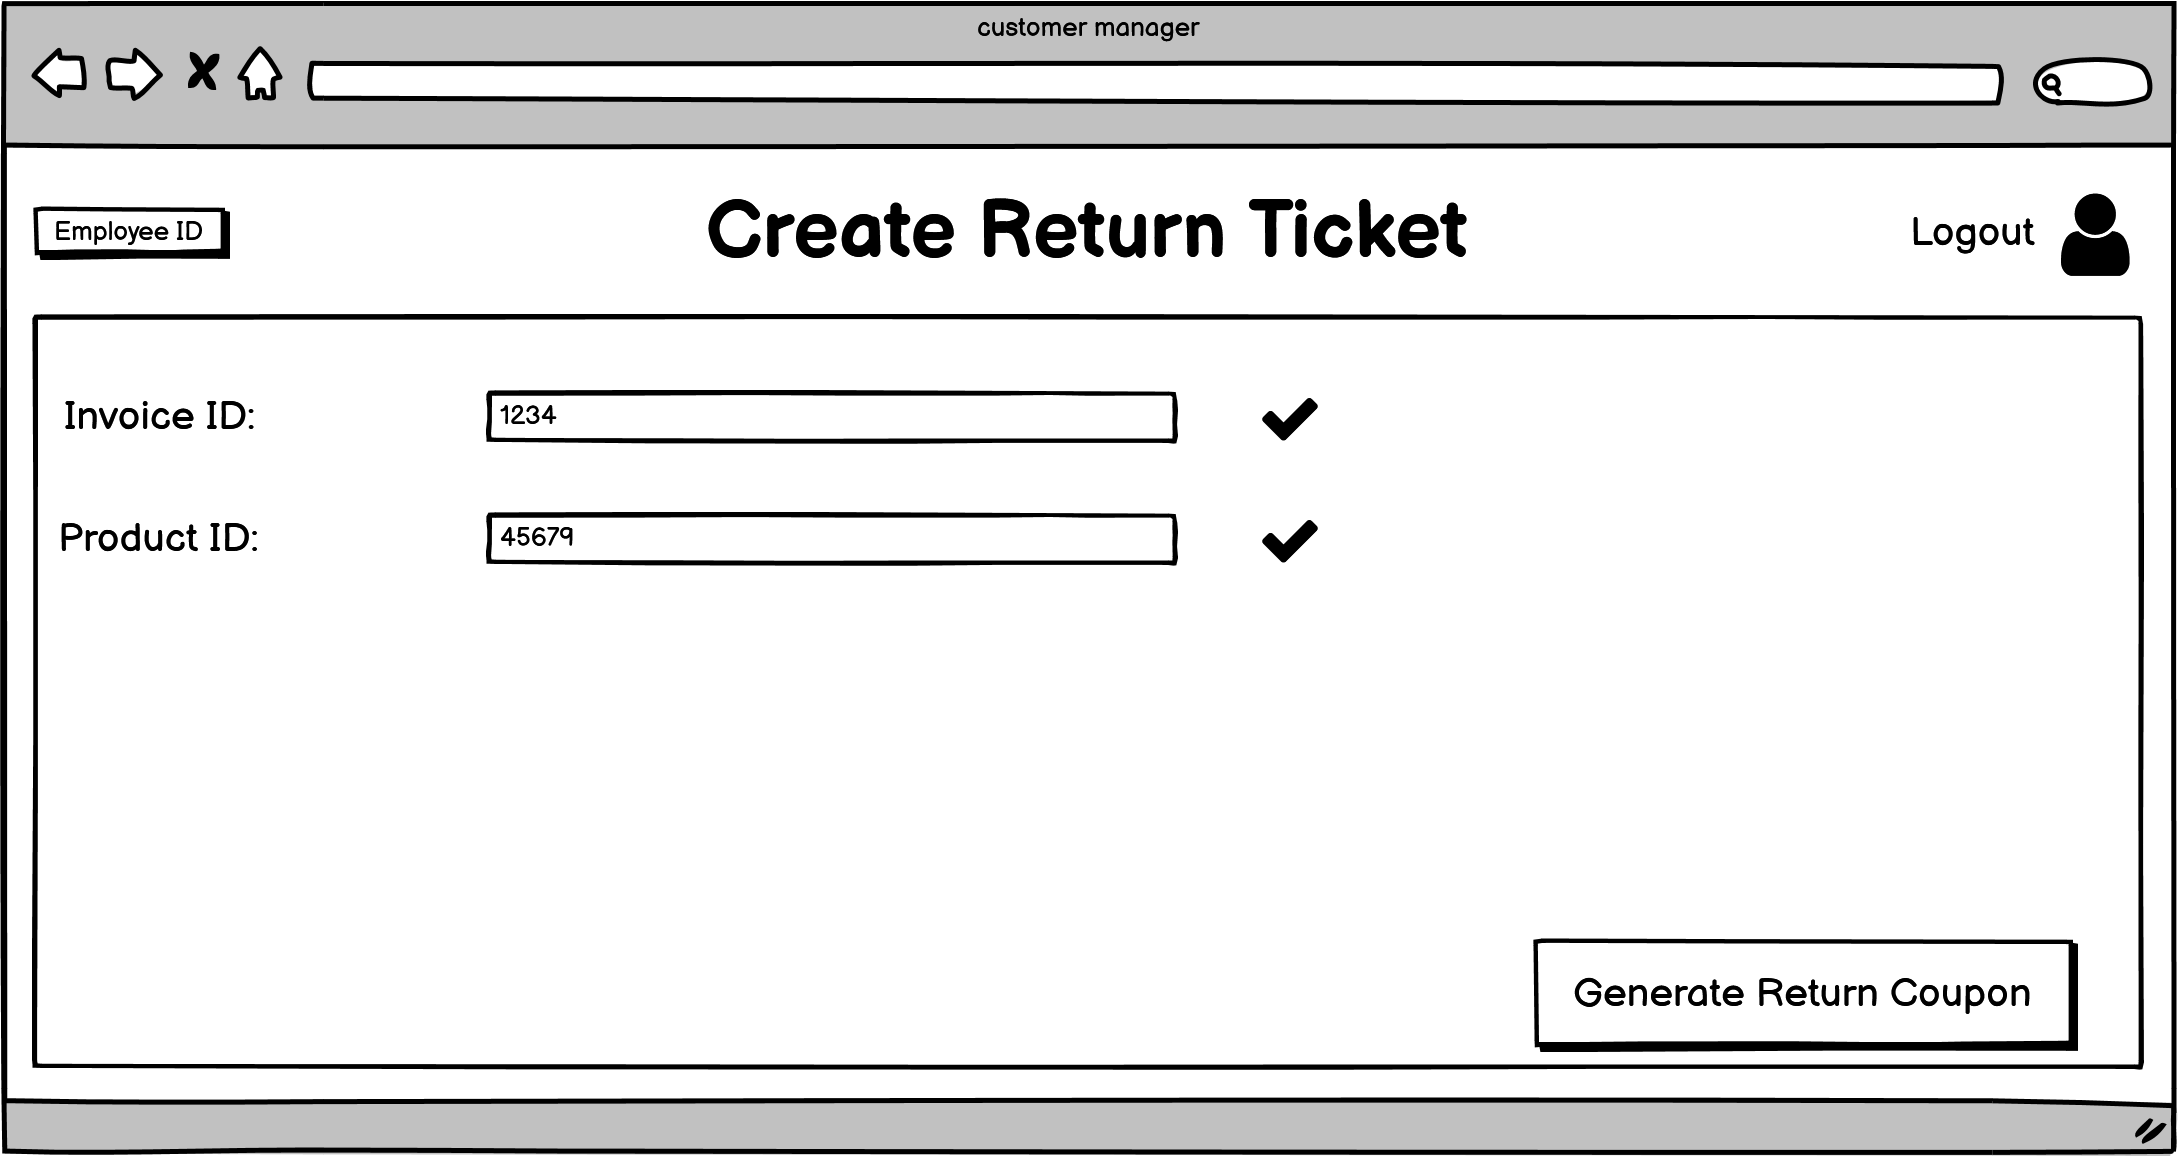 customer manager
Employee ID
Create Return Ticket
Logout
Invoice ID:
1234
Product ID:
45679
Generate Return Coupon